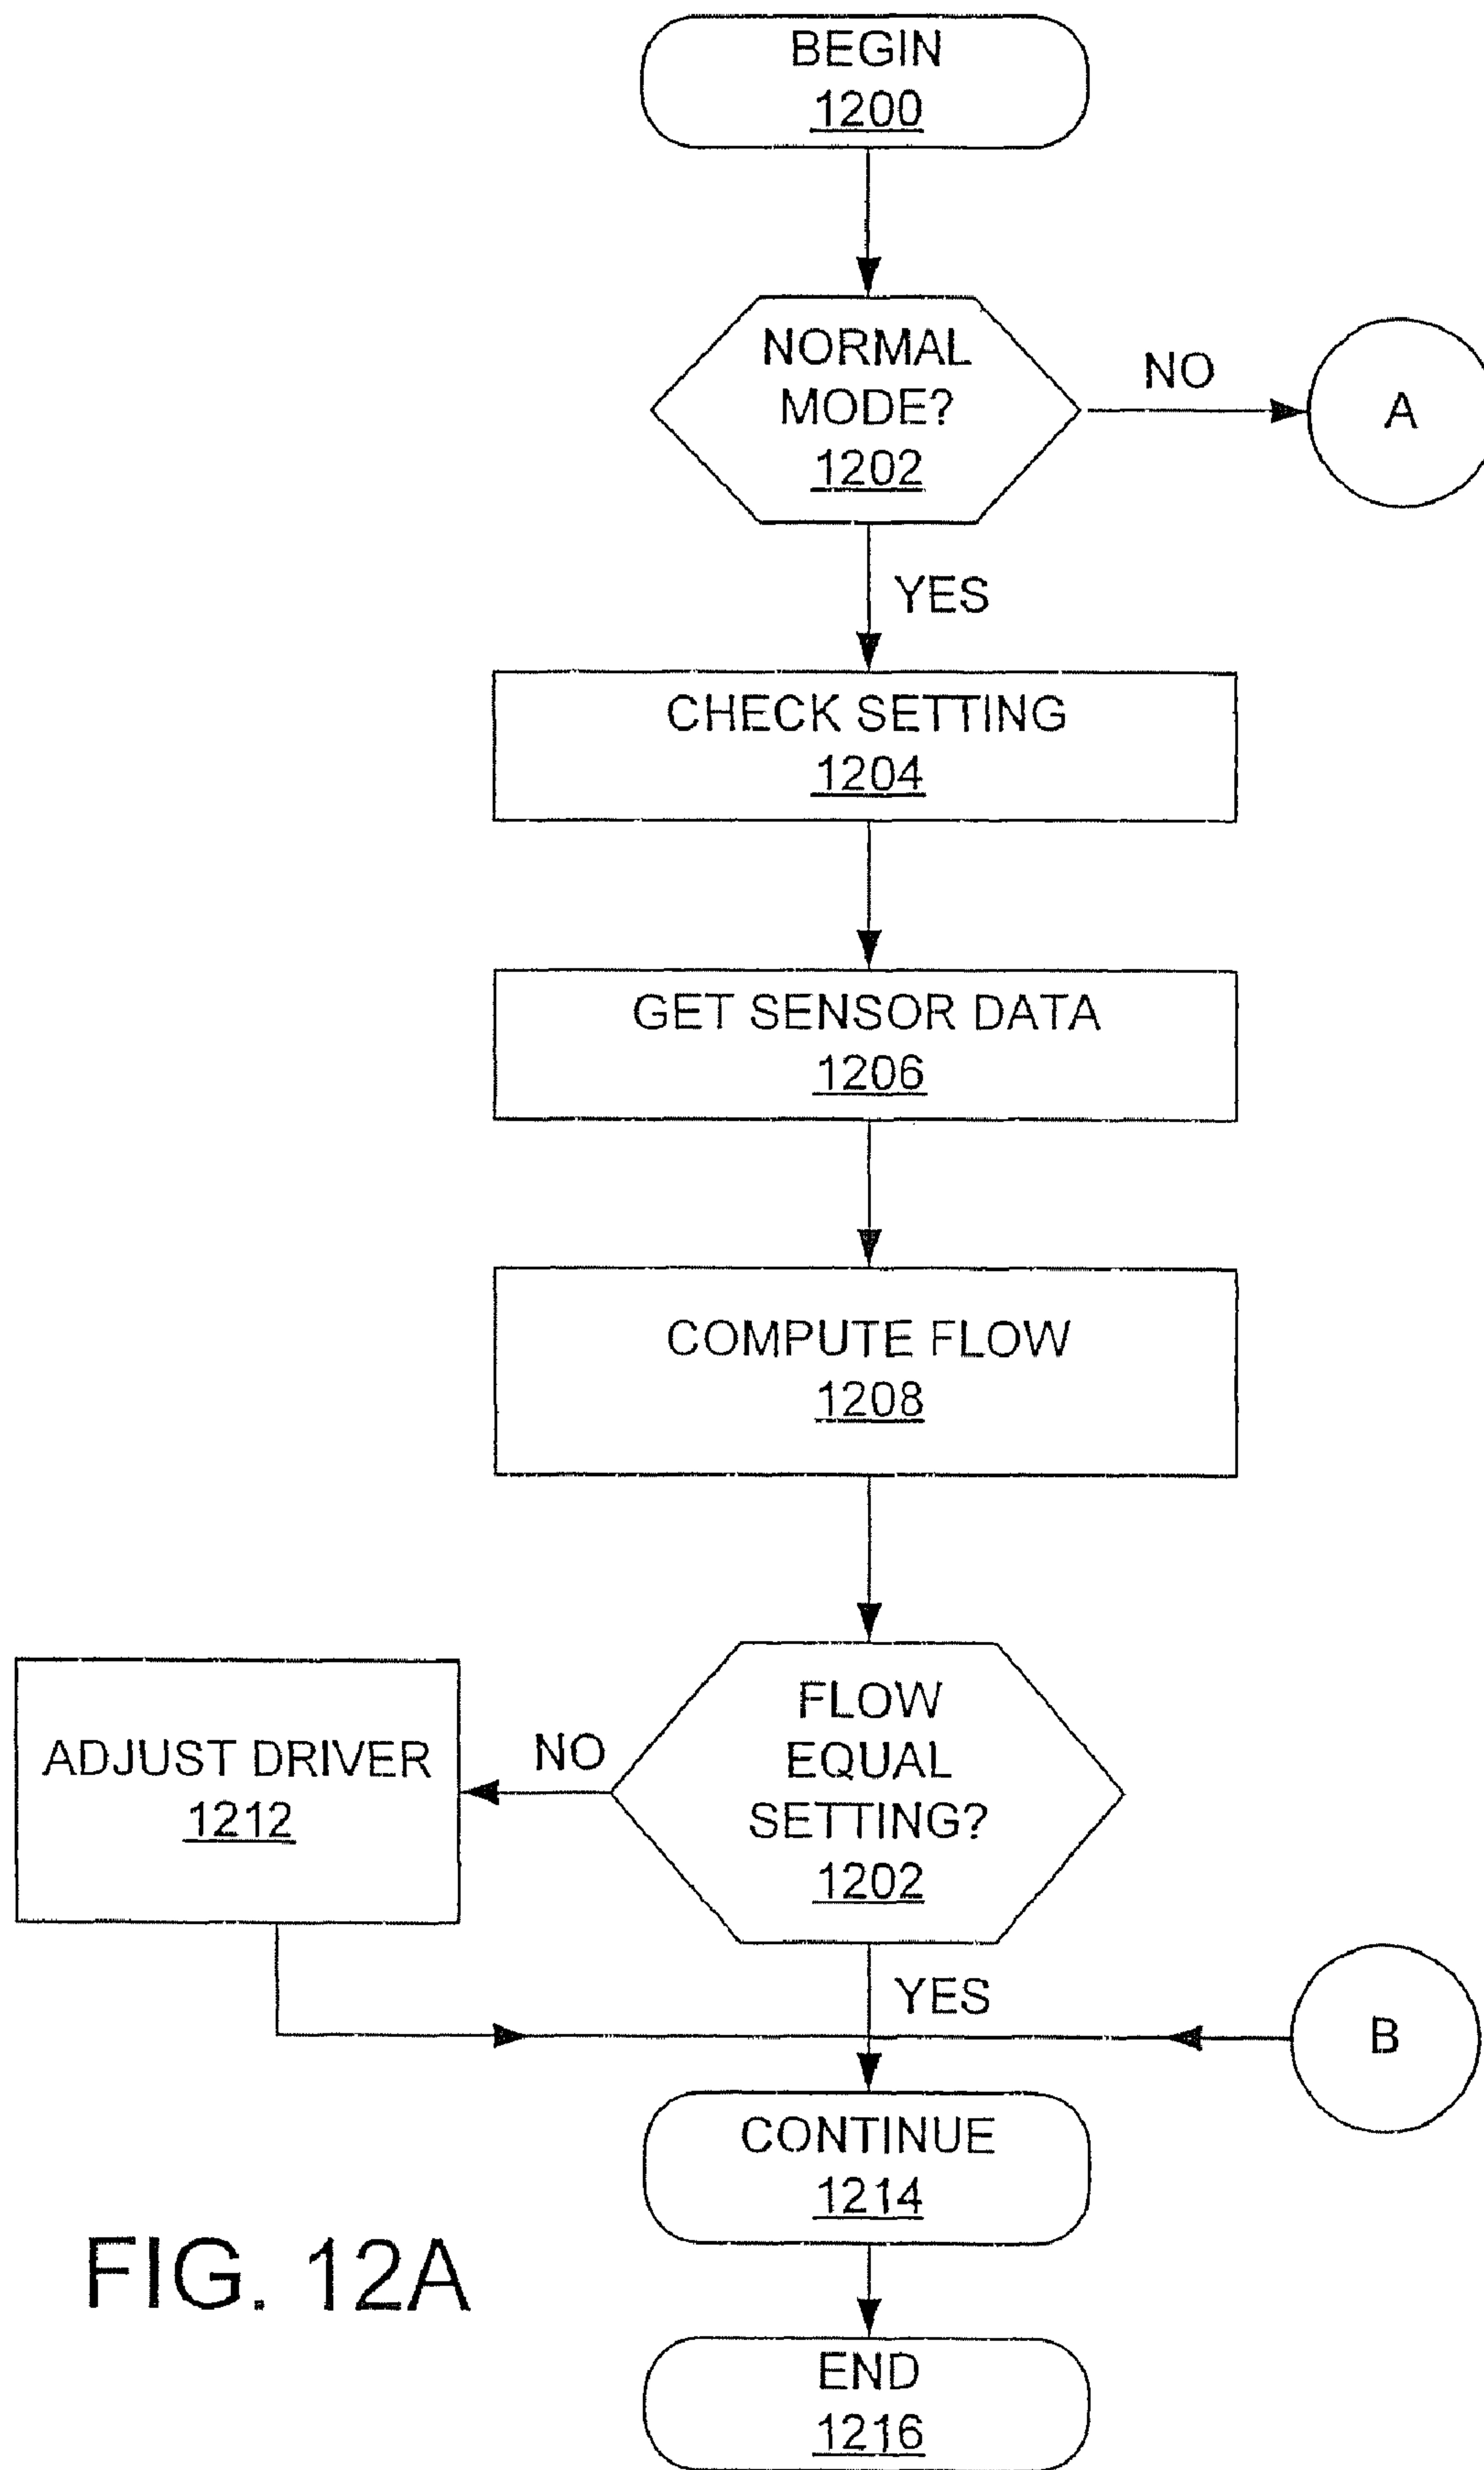 BEGIN
1200
NORMAL
MODE?
1202
NO
A
YES
CHECK SETTING
1204
GET SENSOR DATA
1206
COMPUTE FLOW
1208
FLOW
EQUAL
SETTING?
1202
NO
ADJUST DRIVER
1212
YES
B
CONTINUE
1214
END
1216
FIG. 12A